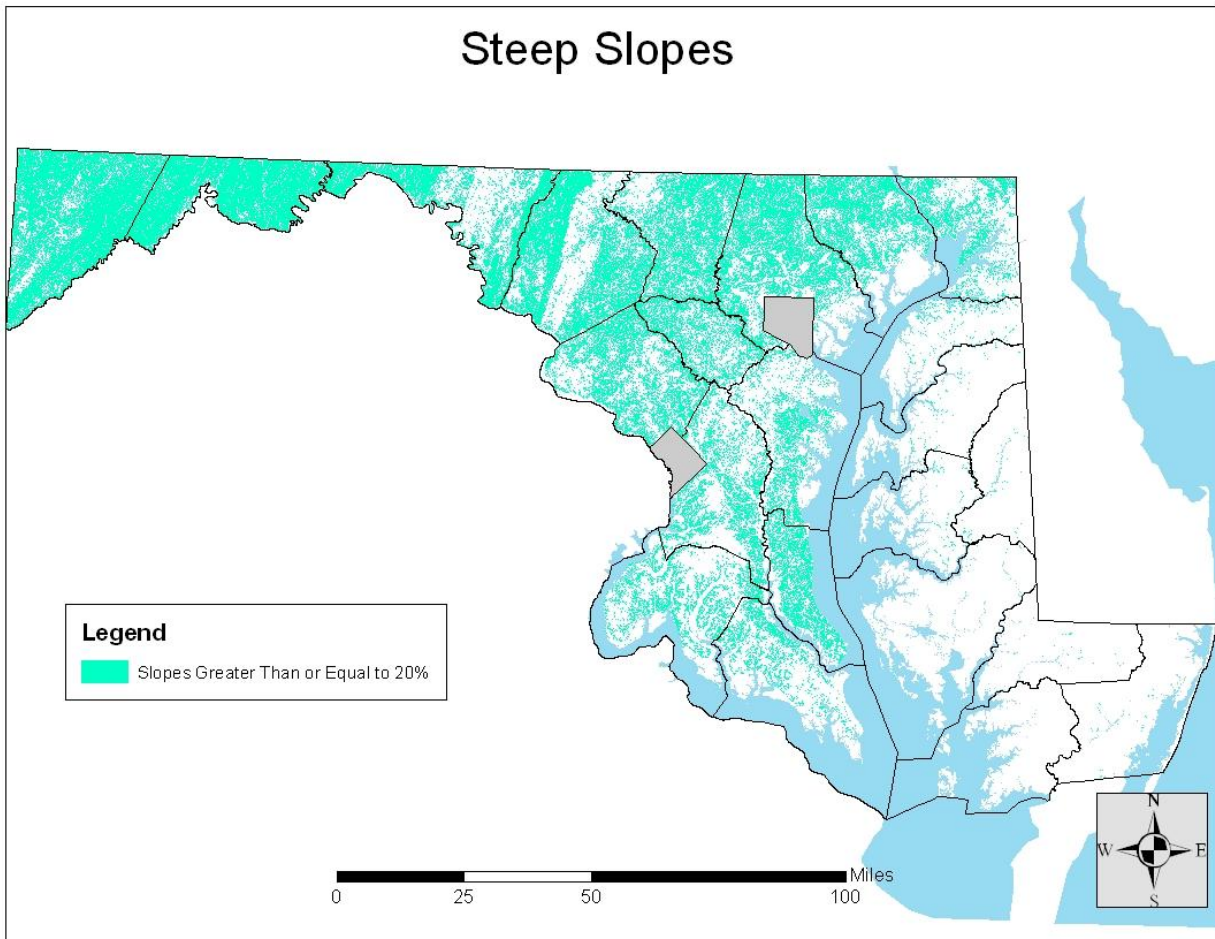 Steep Slopes
Legend
Slopes Greater Than or Equal to 20%
Miles
0 25 50 100
N
W E
S